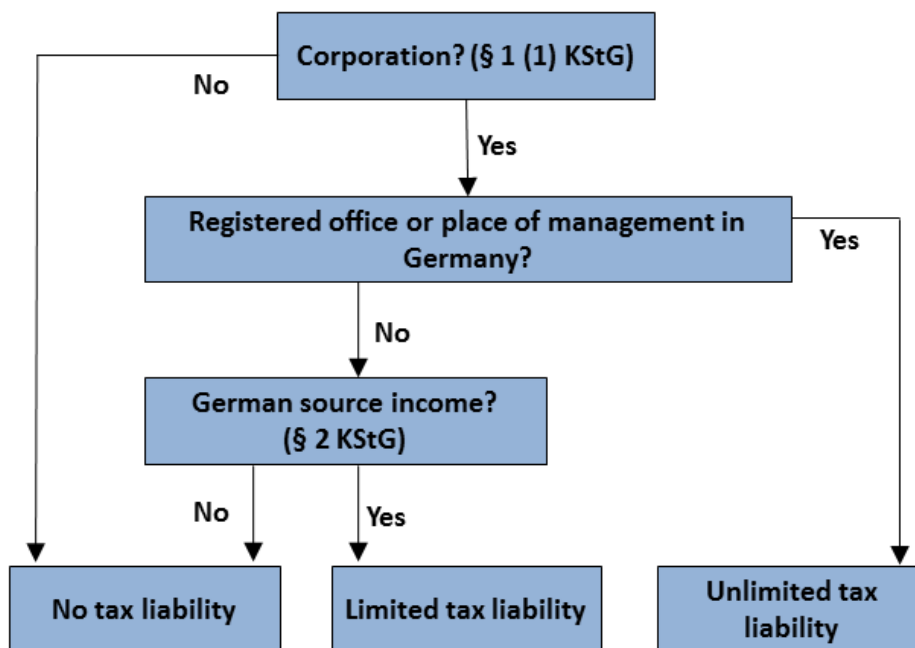 Corporation? (§ 1 (1) KStG)
No
Yes
Registered office or place of management in
Germany?
Yes
No
German source income?
(§ 2 KStG)
No
Yes
No tax liability
Limited tax liability
Unlimited tax
liability